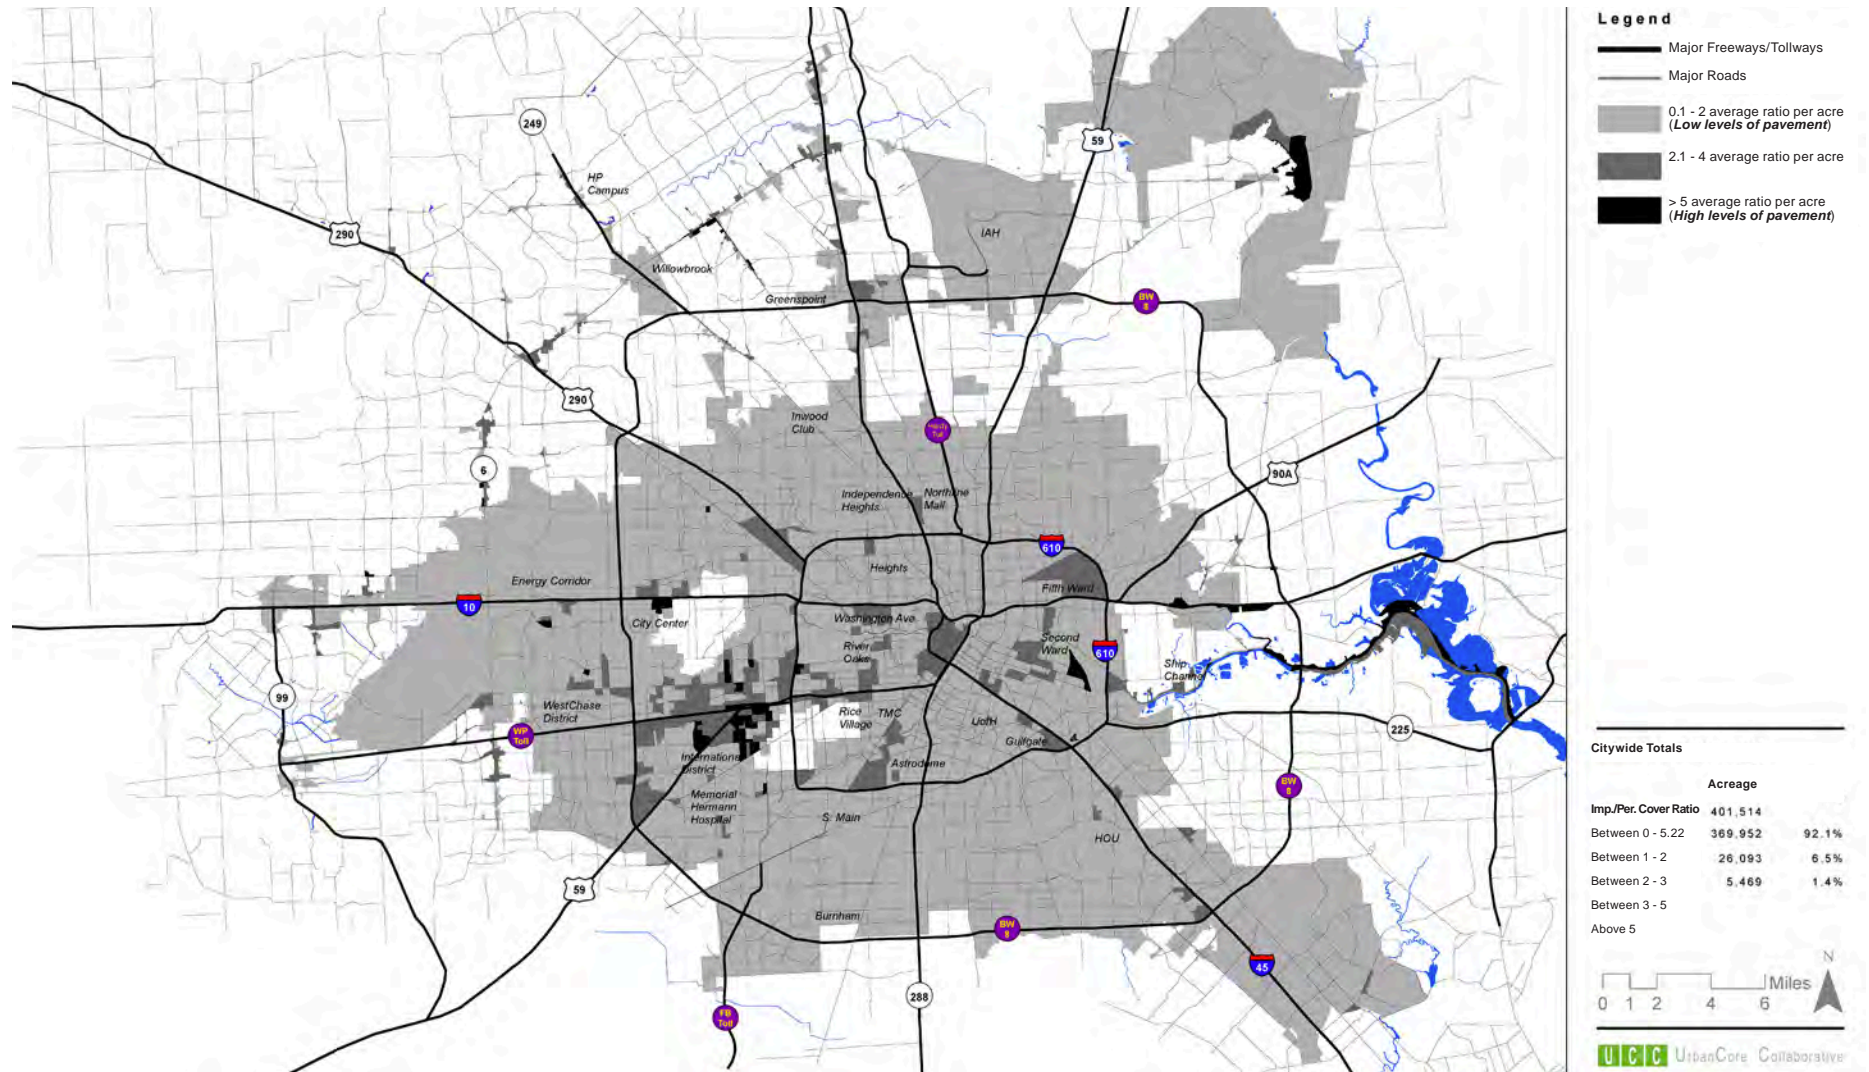 249
59
HP
Campus
290
IAH
Willowbrook
Greenspoint
BW
8
290
Inwood
Club
Hardy
Toll
6
90A
Independence
Heights
Northline
Mall
610
Heights
Energy Corridor
Fifth Ward
10
City Center
Washington Ave.
River
Oaks
Second
Ward
610
Ship
Channel
99
WestChase
District
Rice
Village
TMC
UofH
WP
Toll
225
Gulfgate
International
District
Astrodome
BW
8
Memorial
Hermann
Hospital
S. Main
HOU
59
Burnham
BW
8
45
288
FB
Toll
Legend
Major Freeways/Tollways
Major Roads
0.1 - 2 average ratio per acre
(Low levels of pavement)
2.1 - 4 average ratio per acre
> 5 average ratio per acre
(High levels of pavement)
Citywide Totals
Acreage
Imp./Per. Cover Ratio 401,514
Between 0 - 5.22 369,952 92.1%
Between 1 - 2 26,093 6.5%
Between 2 - 3 5,469 1.4%
Between 3 - 5
Above 5
N
Miles
0 1 2 4 6
UCC UrbanCore Collaborative